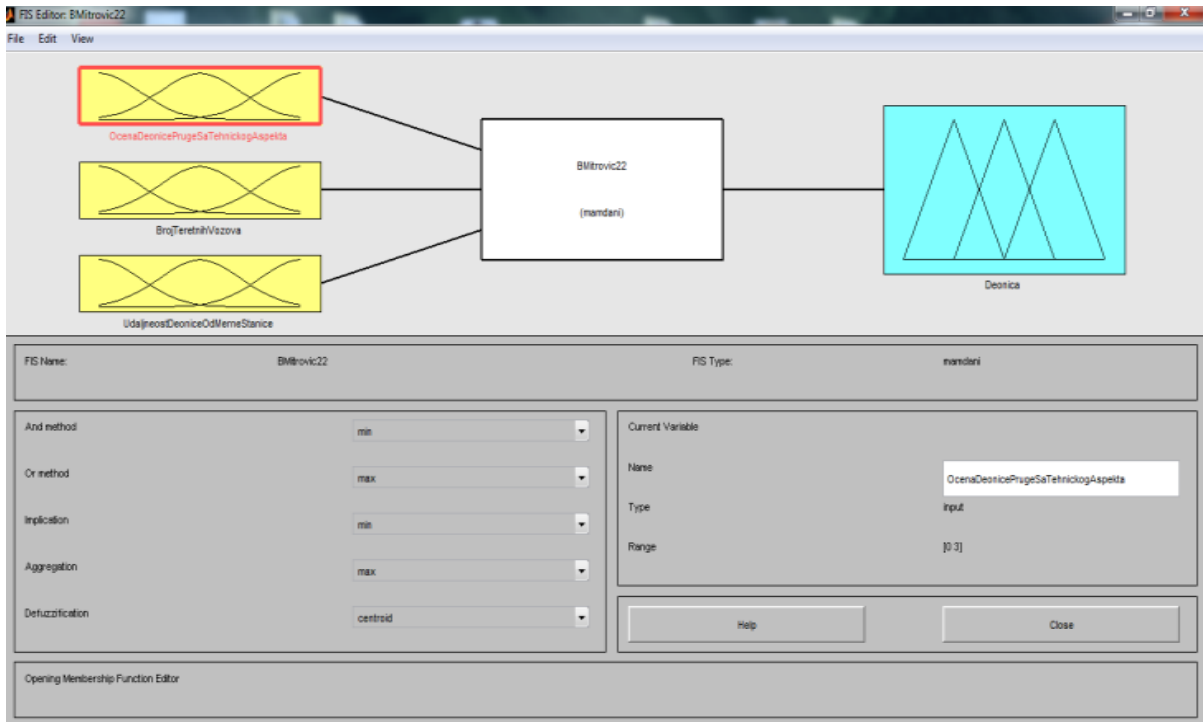 FIS Editor: BMitrovic22
File Edit View
OcenaDeonicePrugeSaTehnickogAspekta
BrojTeretnihVozova
UdaljneostDeoniceOdMerneStanice
BMitrovic22
(mamdani)
Deonica
FIS Name: BMitrovic22 FIS Type: mamdani
And method min
Or method max
Implication min
Aggregation max
Defuzzification centroid
Current Variable
Name OcenaDeonicePrugeSaTehnickogAspekta
Type input
Range [0 3]
Help Close
Opening Membership Function Editor